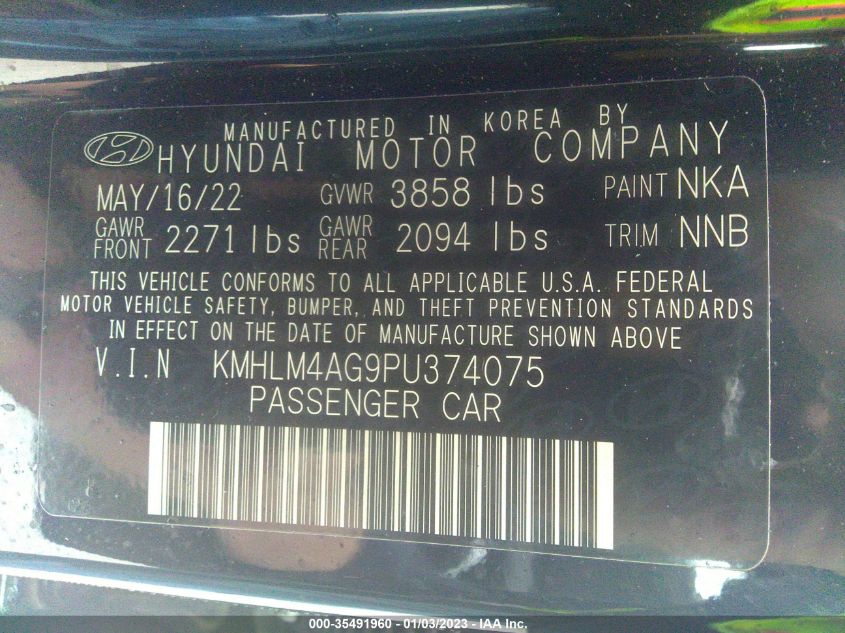 MANUFACTURED IN KOREA BY
HYUNDAI MOTOR COMPANY
MAY/16/22 GVWR 3858 lbs PAINT NKA
GAWR FRONT 2271 lbs GAWR REAR 2094 lbs TRIM NNB
THIS VEHICLE CONFORMS TO ALL APPLICABLE U.S.A. FEDERAL
MOTOR VEHICLE SAFETY, BUMPER, AND THEFT PREVENTION STANDARDS
IN EFFECT ON THE DATE OF MANUFACTURE SHOWN ABOVE
V.I.N KMHLM4AG9PU374075
PASSENGER CAR
000-35491960 - 01/03/2023 - IAA Inc.